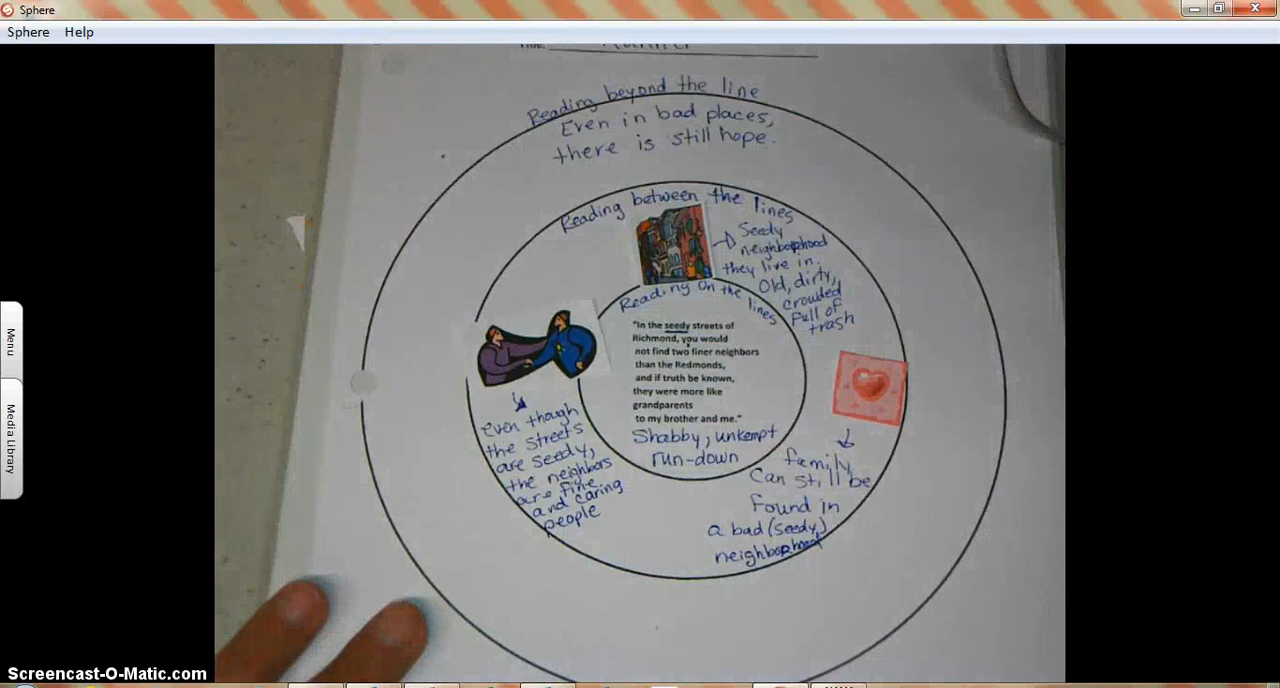 Sphere
Sphere Help
Title:
Reading beyond the line
Even in bad places,
there is still hope.
Reading between the lines
Seedy
neighborhood
they live in.
Old, dirty,
crowded
full of
trash
Reading on the lines
"In the seedy streets of
Richmond, you would
not find two finer neighbors
than the Redmonds,
and if truth be known,
they were more like
grandparents
to my brother and me."
Shabby, unkempt
run-down
even though
the streets
are seedy,
the neighbors
are fine
and caring
people
family
Can still be
found in
a bad (seedy)
neighborhood
Menu
Media Library
Screencast-O-Matic.com